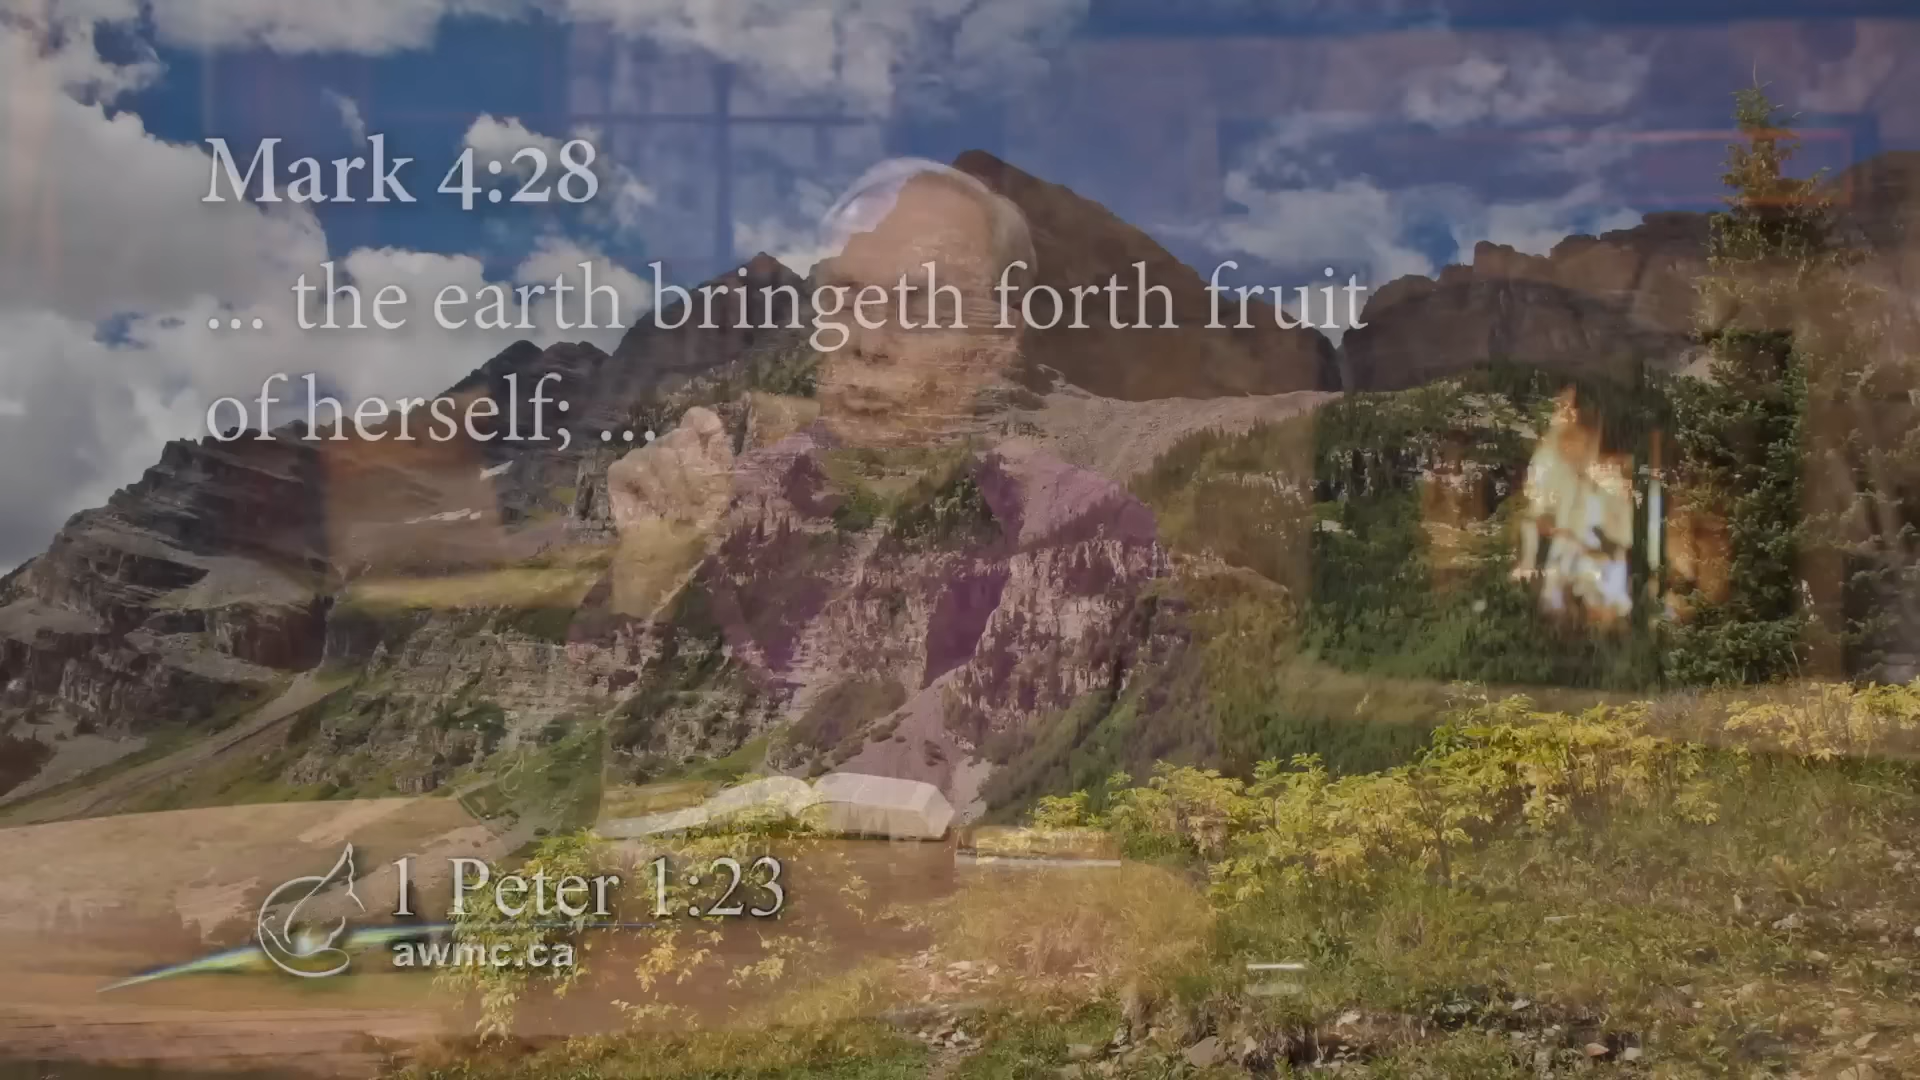 Mark 4:28
... the earth bringeth forth fruit
of herself; ...
1 Peter 1:23
awmc.ca